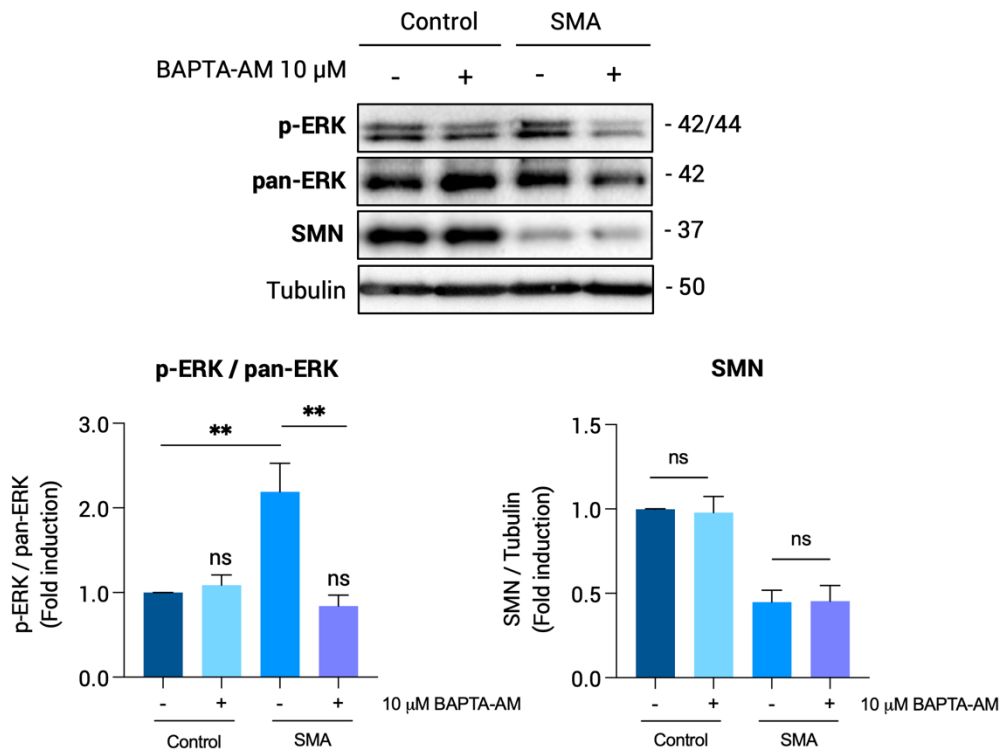 Control SMA
BAPTA-AM 10 µM - + - +
p-ERK - 42/44
pan-ERK - 42
SMN - 37
Tubulin - 50
p-ERK / pan-ERK
p-ERK / pan-ERK
(Fold induction)
3.0
2.0
1.0
0.0
**
**
ns
ns
- + - + 10 µM BAPTA-AM
Control SMA
SMN
SMN / Tubulin
(Fold induction)
1.5
1.0
0.5
0.0
ns
ns
- + - + 10 µM BAPTA-AM
Control SMA